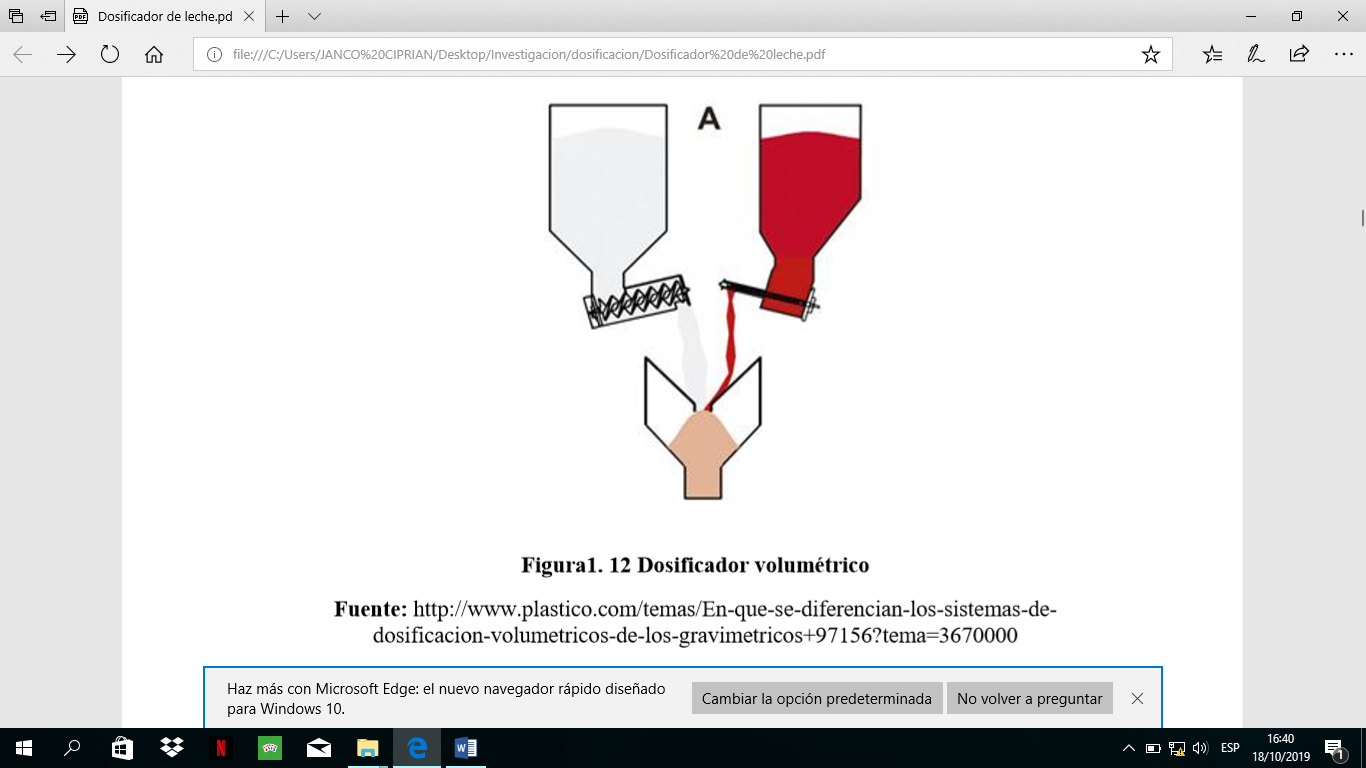 Dosificador de leche.pd
file:///C:/Users/JANCO%20CIPRIAN/Desktop/Investigacion/dosificacion/Dosificador%20de%20leche.pdf
A
Figura1. 12 Dosificador volumétrico
Fuente: http://www.plastico.com/temas/En-que-se-diferencian-los-sistemas-de-
dosificacion-volumetricos-de-los-gravimetricos+97156?tema=3670000
Haz más con Microsoft Edge: el nuevo navegador rápido diseñado
para Windows 10.
Cambiar la opción predeterminada
No volver a preguntar
ESP
16:40
18/10/2019
1